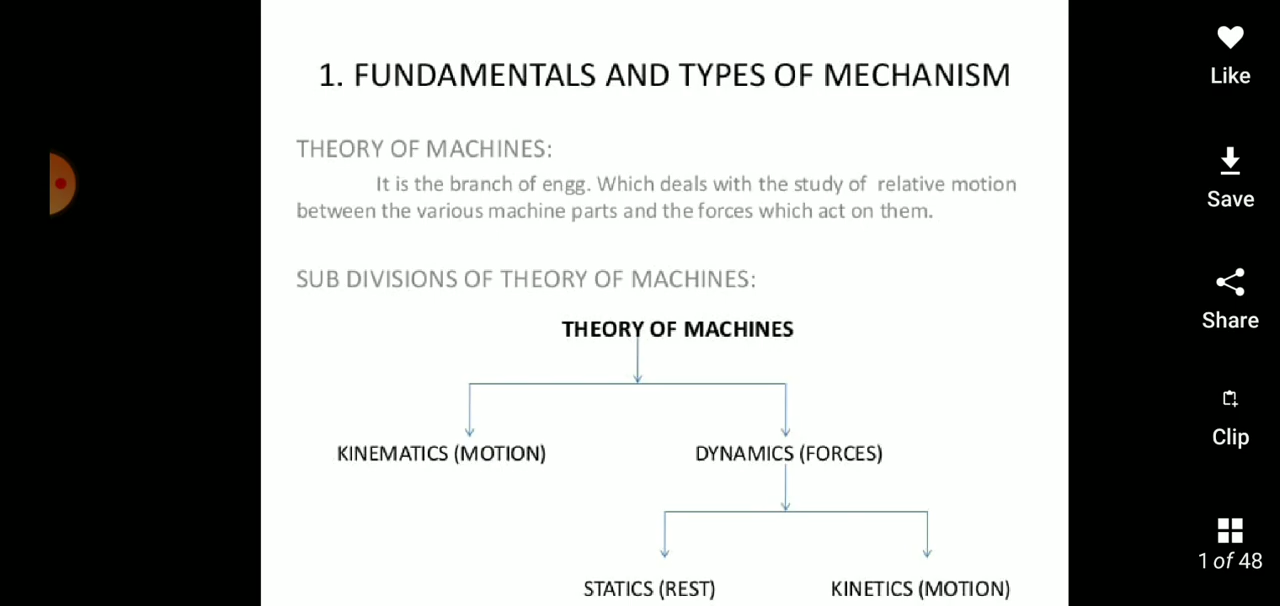 1. FUNDAMENTALS AND TYPES OF MECHANISM
THEORY OF MACHINES:
It is the branch of engg. Which deals with the study of relative motion
between the various machine parts and the forces which act on them.
SUB DIVISIONS OF THEORY OF MACHINES:
THEORY OF MACHINES
KINEMATICS (MOTION)
DYNAMICS (FORCES)
STATICS (REST)
KINETICS (MOTION)
Like
Save
Share
Clip
1 of 48